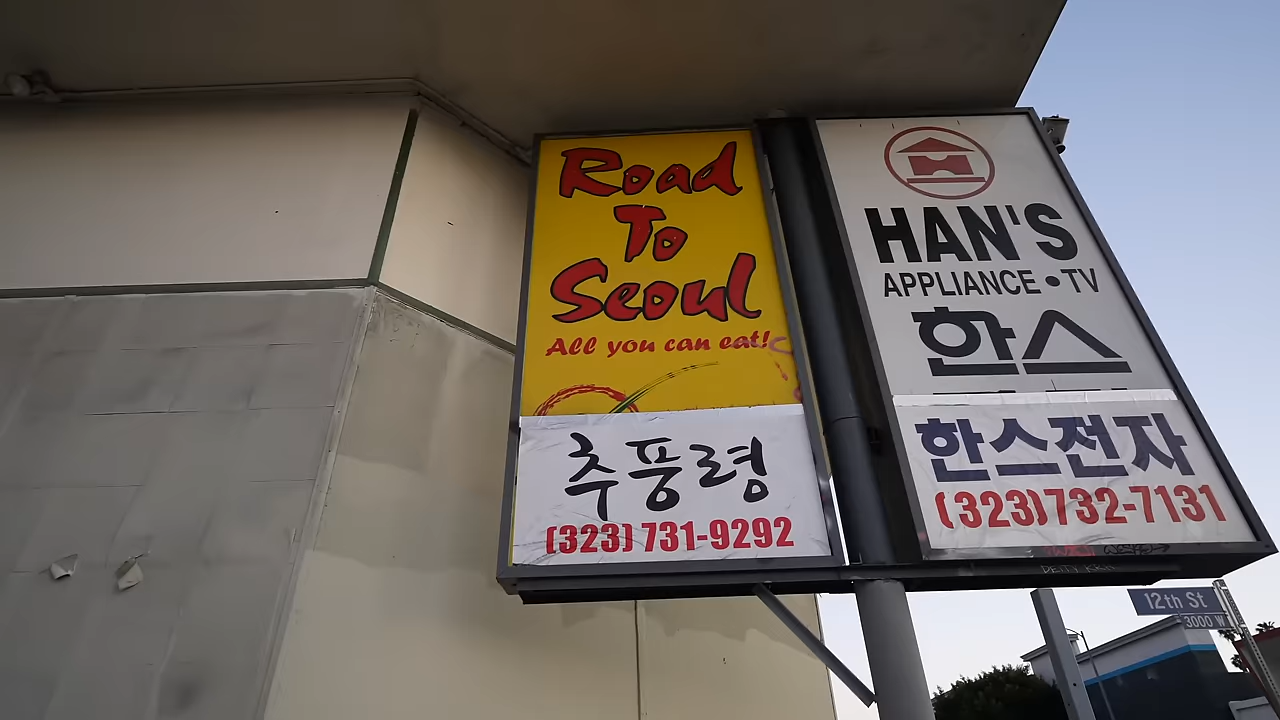 Road
To
Seoul
All you can eat!
추풍령
(323) 731-9292
HAN'S
APPLIANCE • TV
한스
한스전자
(323)732-7131
12th St
3000 W